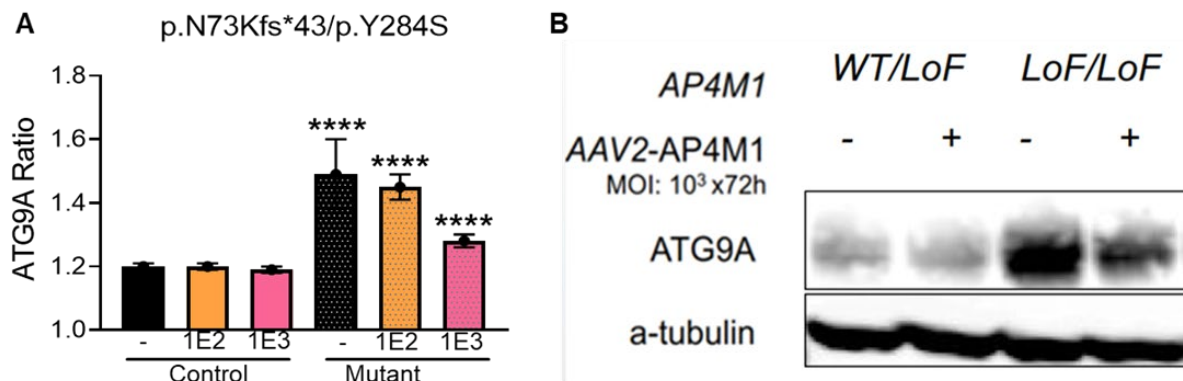 A
p.N73Kfs*43/p.Y284S
ATG9A Ratio
1.8
1.6
1.4
1.2
1.0
**** **** ****
- 1E2 1E3 - 1E2 1E3
Control Mutant
B
AP4M1 WT/LoF LoF/LoF
AAV2-AP4M1 - + - +
MOI: 10³ x72h
ATG9A
a-tubulin